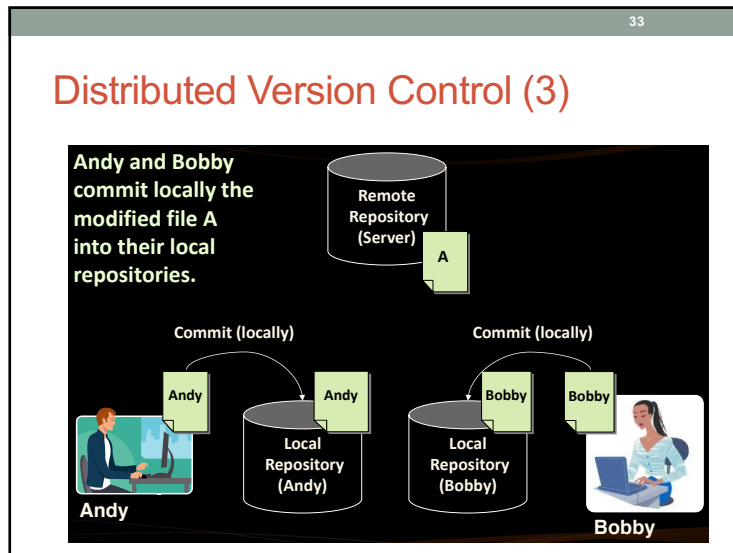 33
Distributed Version Control (3)
Andy and Bobby
commit locally the
modified file A
into their local
repositories.
Remote
Repository
(Server)
A
Commit (locally)
Commit (locally)
Andy
Andy
Bobby
Bobby
Local
Repository
(Andy)
Local
Repository
(Bobby)
Andy
Bobby